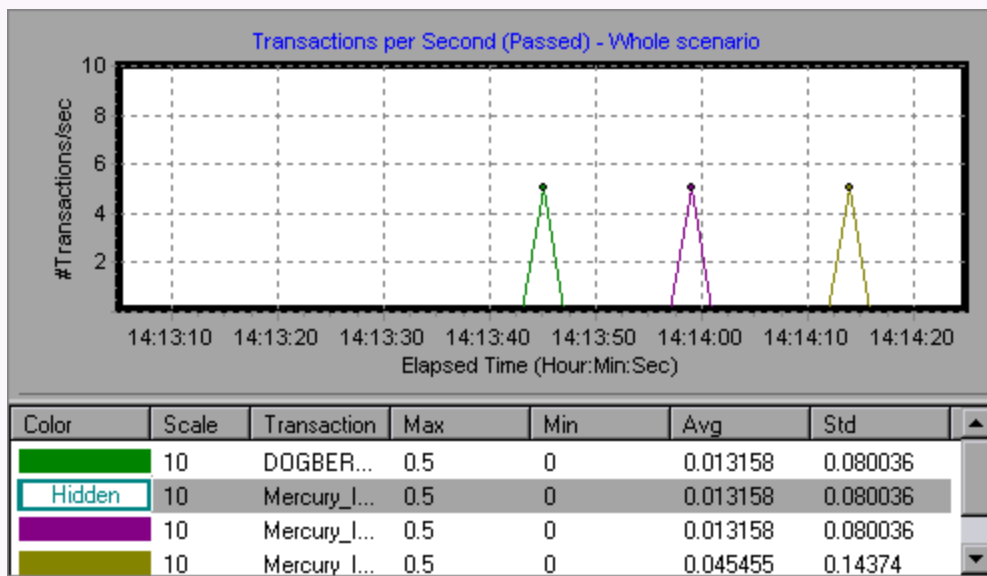 Transactions per Second (Passed) - Whole scenario
10
8
6
4
2
#Transactions/sec
14:13:10 14:13:20 14:13:30 14:13:40 14:13:50 14:14:00 14:14:10 14:14:20
Elapsed Time (Hour:Min:Sec)
Color Scale Transaction Max Min Avg Std
10 DOGBER... 0.5 0 0.013158 0.080036
Hidden 10 Mercury_I... 0.5 0 0.013158 0.080036
10 Mercury_I... 0.5 0 0.013158 0.080036
10 Mercury_I... 0.5 0 0.045455 0.14374